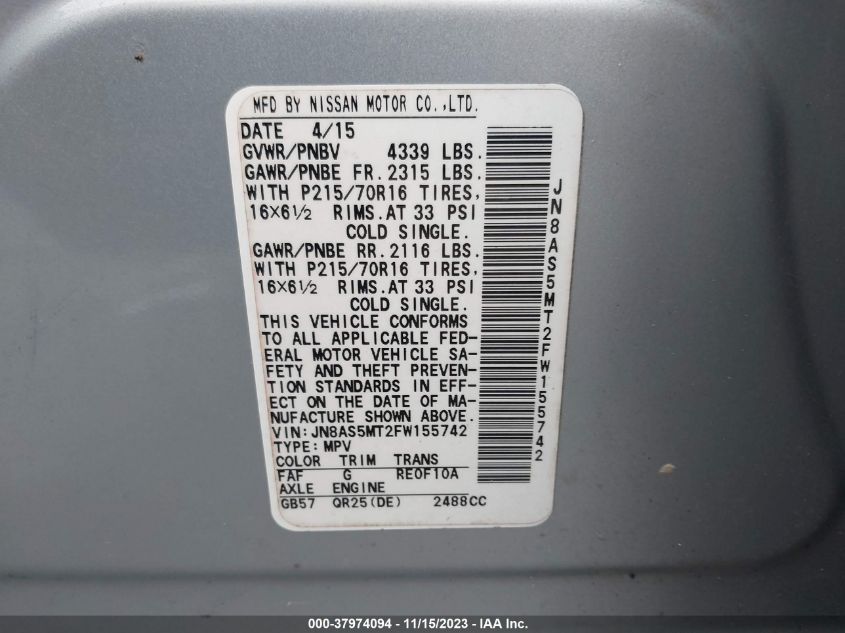 MFD BY NISSAN MOTOR CO.,LTD.
DATE 4/15
GVWR/PNBV 4339 LBS.
GAWR/PNBE FR. 2315 LBS.
WITH P215/70R16 TIRES,
16×6½ RIMS.AT 33 PSI
COLD SINGLE.
GAWR/PNBE RR. 2116 LBS.
WITH P215/70R16 TIRES,
16×6½ RIMS.AT 33 PSI
COLD SINGLE.
THIS VEHICLE CONFORMS
TO ALL APPLICABLE FED-
ERAL MOTOR VEHICLE SA-
FETY AND THEFT PREVEN-
TION STANDARDS IN EFF-
ECT ON THE DATE OF MA-
NUFACTURE SHOWN ABOVE.
VIN: JN8AS5MT2FW155742
TYPE: MPV
COLOR TRIM TRANS
FAF G RE0F10A
AXLE ENGINE
GB57 QR25(DE) 2488CC
JN8AS5MT2FW155742
000-37974094 - 11/15/2023 - IAA Inc.